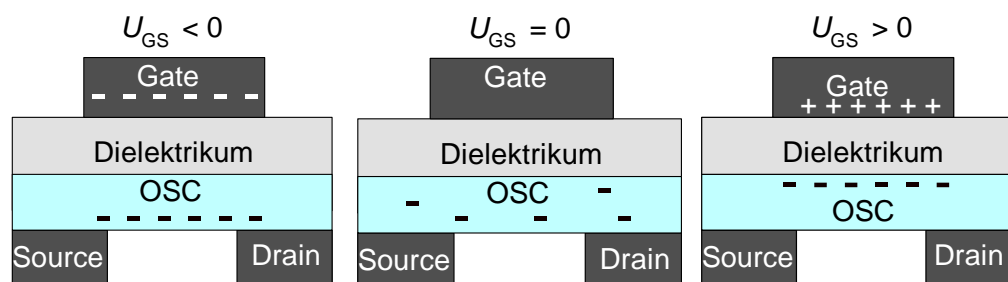 U_GS < 0
Gate
Dielektrikum
OSC
Source Drain
U_GS = 0
Gate
Dielektrikum
OSC
Source Drain
U_GS > 0
Gate
++++++
Dielektrikum
OSC
Source Drain